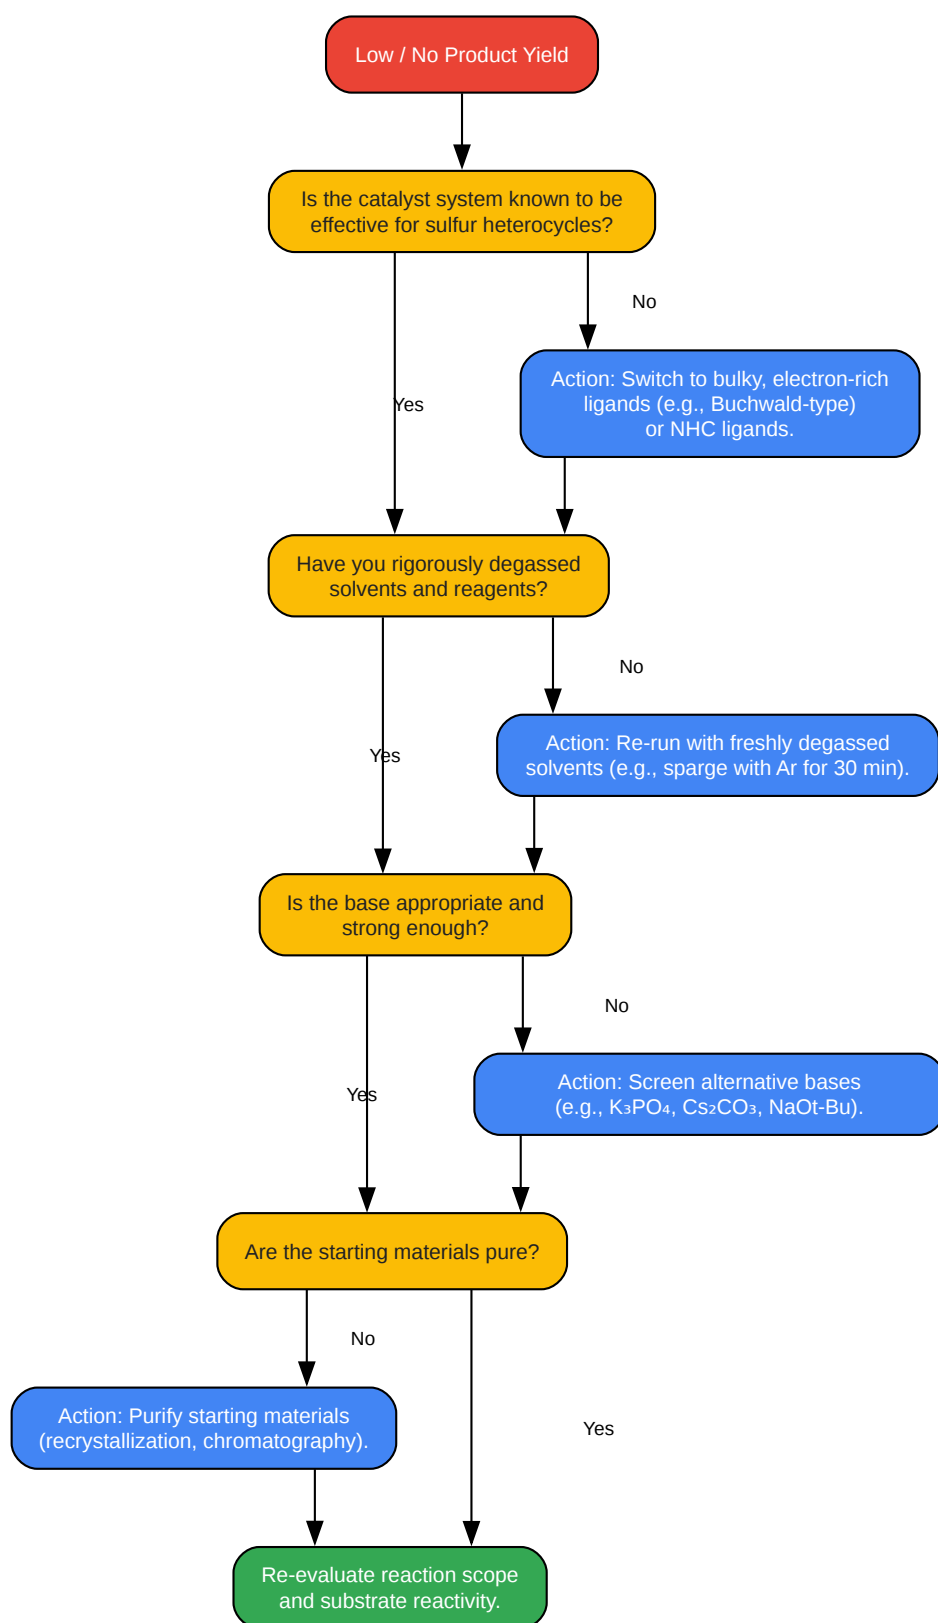 Low / No Product Yield
Is the catalyst system known to be
effective for sulfur heterocycles?
No
Action: Switch to bulky, electron-rich
ligands (e.g., Buchwald-type)
or NHC ligands.
Yes
Have you rigorously degassed
solvents and reagents?
No
Action: Re-run with freshly degassed
solvents (e.g., sparge with Ar for 30 min).
Yes
Is the base appropriate and
strong enough?
No
Action: Screen alternative bases
(e.g., K₃PO₄, Cs₂CO₃, NaOt-Bu).
Yes
Are the starting materials pure?
No
Action: Purify starting materials
(recrystallization, chromatography).
Yes
Re-evaluate reaction scope
and substrate reactivity.